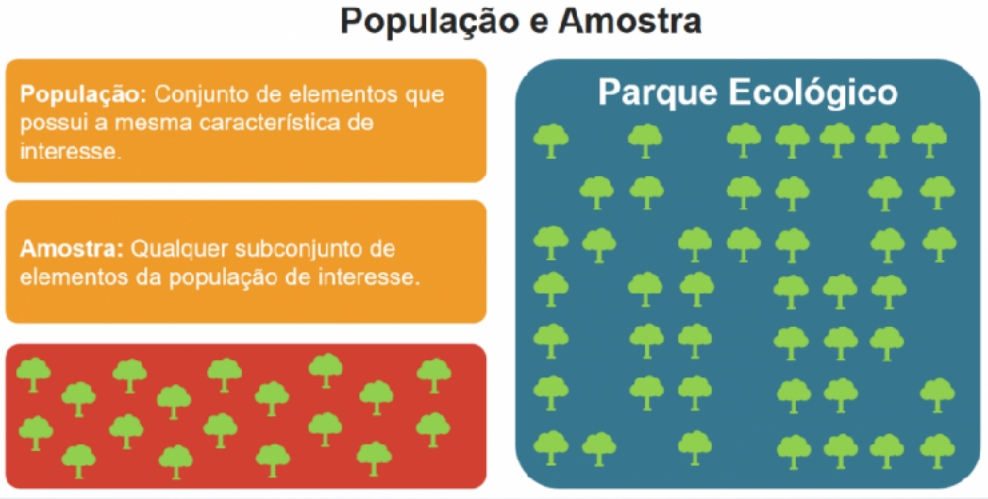 População e Amostra
População: Conjunto de elementos que
possui a mesma característica de
interesse.
Amostra: Qualquer subconjunto de
elementos da população de interesse.
Parque Ecológico